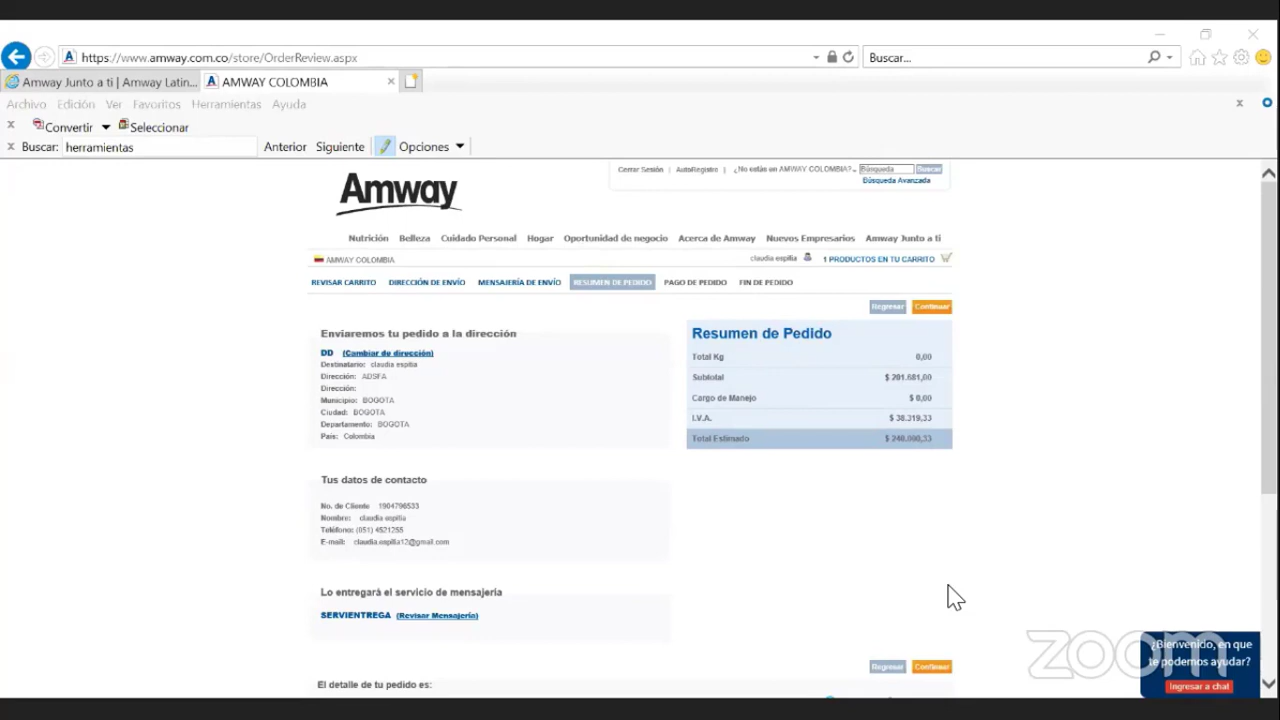 https://www.amway.com.co/store/OrderReview.aspx
Buscar...
Amway Junto a ti | Amway Latin...
AMWAY COLOMBIA
Archivo Edición Ver Favoritos Herramientas Ayuda
Convertir Seleccionar
Buscar: herramientas Anterior Siguiente Opciones
Cerrar Sesión | AutoRegistro | ¿No estás en AMWAY COLOMBIA? Búsqueda Buscar
Búsqueda Avanzada
Amway
Nutrición Belleza Cuidado Personal Hogar Oportunidad de negocio Acerca de Amway Nuevos Empresarios Amway Junto a ti
AMWAY COLOMBIA claudia espitia 1 PRODUCTOS EN TU CARRITO
REVISAR CARRITO DIRECCIÓN DE ENVÍO MENSAJERÍA DE ENVÍO RESUMEN DE PEDIDO PAGO DE PEDIDO FIN DE PEDIDO
Regresar Continuar
Enviaremos tu pedido a la dirección
DD (Cambiar de dirección)
Destinatario: claudia espitia
Dirección: ADSFA
Dirección:
Municipio: BOGOTA
Ciudad: BOGOTA
Departamento: BOGOTA
País: Colombia
Resumen de Pedido
Total Kg 0,00
Subtotal $ 201.681,00
Cargo de Manejo $ 0,00
I.V.A. $ 38.319,33
Total Estimado
Tus datos de contacto
No. de Cliente 1904796533
Nombre: claudia espitia
Teléfono: (051) 4521255
E-mail: claudia.espitia12@gmail.com
Lo entregará el servicio de mensajería
SERVIENTREGA (Revisar Mensajería)
Regresar Continuar
El detalle de tu pedido es:
zoom
¿Bienvenido, en que
te podemos ayudar?
Ingresar a chat